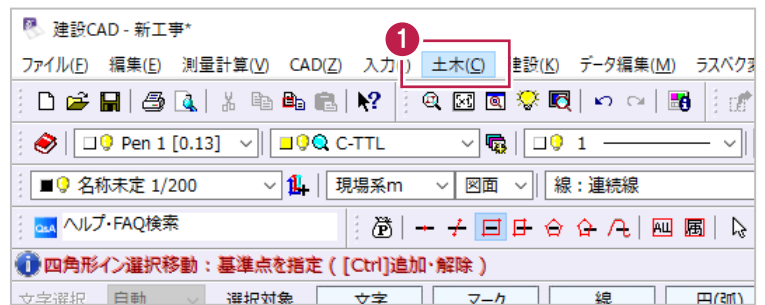 建設CAD - 新工事*
1
ファイル(F) 編集(E) 測量計算(V) CAD(Z) 入力( 土木(C) 建設(K) データ編集(M) ラスベク
Pen 1 [0.13] C-TTL 1
名称未定 1/200 現場系m 図面 線：連続線
Q&A ヘルプ･FAQ検索 P ALL 属
四角形イン選択移動：基準点を指定 ( [Ctrl]追加･解除 )
文字選択 自動 選択対象 文字 マーク 線 円(弧)